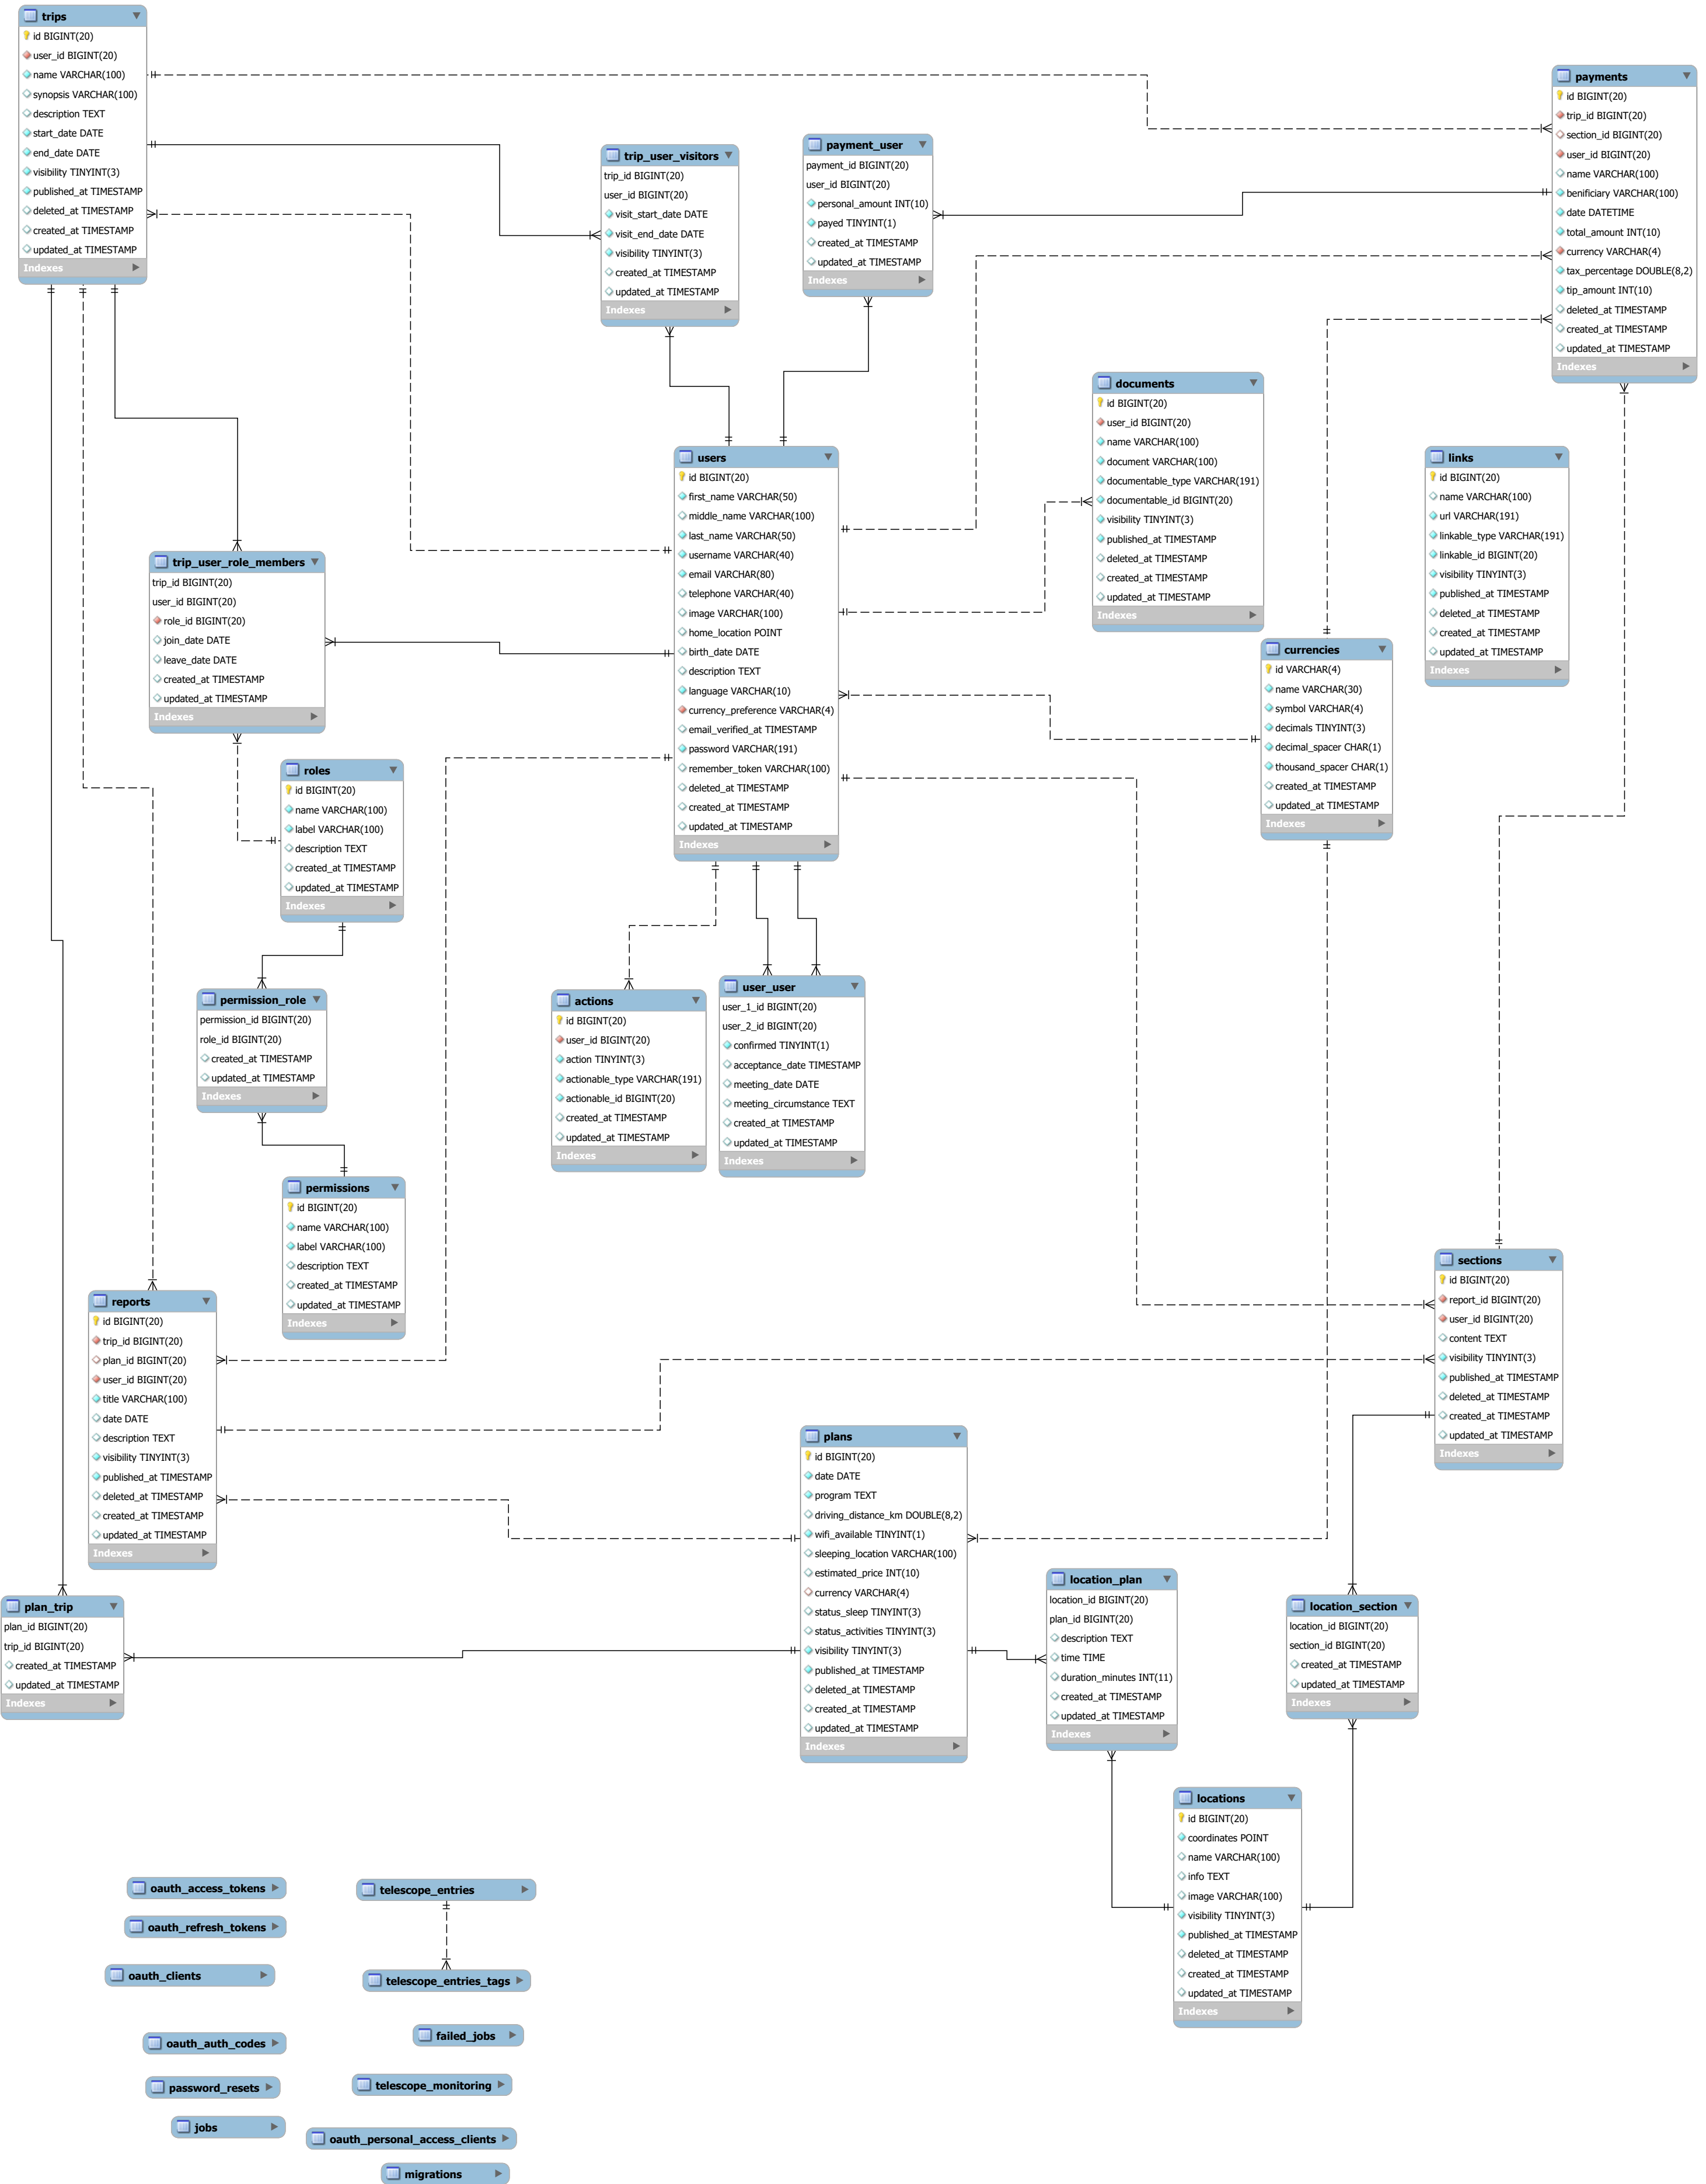 trips
id BIGINT(20)
user_id BIGINT(20)
name VARCHAR(100)
synopsis VARCHAR(100)
description TEXT
start_date DATE
end_date DATE
visibility TINYINT(3)
published_at TIMESTAMP
deleted_at TIMESTAMP
created_at TIMESTAMP
updated_at TIMESTAMP
Indexes
payments
id BIGINT(20)
trip_id BIGINT(20)
section_id BIGINT(20)
user_id BIGINT(20)
name VARCHAR(100)
benificiary VARCHAR(100)
date DATETIME
total_amount INT(10)
currency VARCHAR(4)
tax_percentage DOUBLE(8,2)
tip_amount INT(10)
deleted_at TIMESTAMP
created_at TIMESTAMP
updated_at TIMESTAMP
Indexes
trip_user_visitors
trip_id BIGINT(20)
user_id BIGINT(20)
visit_start_date DATE
visit_end_date DATE
visibility TINYINT(3)
created_at TIMESTAMP
updated_at TIMESTAMP
Indexes
payment_user
payment_id BIGINT(20)
user_id BIGINT(20)
personal_amount INT(10)
payed TINYINT(1)
created_at TIMESTAMP
updated_at TIMESTAMP
Indexes
documents
id BIGINT(20)
user_id BIGINT(20)
name VARCHAR(100)
document VARCHAR(100)
documentable_type VARCHAR(191)
documentable_id BIGINT(20)
visibility TINYINT(3)
published_at TIMESTAMP
deleted_at TIMESTAMP
created_at TIMESTAMP
updated_at TIMESTAMP
Indexes
users
id BIGINT(20)
first_name VARCHAR(50)
middle_name VARCHAR(100)
last_name VARCHAR(50)
username VARCHAR(40)
email VARCHAR(80)
telephone VARCHAR(40)
image VARCHAR(100)
home_location POINT
birth_date DATE
description TEXT
language VARCHAR(10)
currency_preference VARCHAR(4)
email_verified_at TIMESTAMP
password VARCHAR(191)
remember_token VARCHAR(100)
deleted_at TIMESTAMP
created_at TIMESTAMP
updated_at TIMESTAMP
Indexes
links
id BIGINT(20)
name VARCHAR(100)
url VARCHAR(191)
linkable_type VARCHAR(191)
linkable_id BIGINT(20)
visibility TINYINT(3)
published_at TIMESTAMP
deleted_at TIMESTAMP
created_at TIMESTAMP
updated_at TIMESTAMP
Indexes
trip_user_role_members
trip_id BIGINT(20)
user_id BIGINT(20)
role_id BIGINT(20)
join_date DATE
leave_date DATE
created_at TIMESTAMP
updated_at TIMESTAMP
Indexes
currencies
id VARCHAR(4)
name VARCHAR(30)
symbol VARCHAR(4)
decimals TINYINT(3)
decimal_spacer CHAR(1)
thousand_spacer CHAR(1)
created_at TIMESTAMP
updated_at TIMESTAMP
Indexes
roles
id BIGINT(20)
name VARCHAR(100)
label VARCHAR(100)
description TEXT
created_at TIMESTAMP
updated_at TIMESTAMP
Indexes
permission_role
permission_id BIGINT(20)
role_id BIGINT(20)
created_at TIMESTAMP
updated_at TIMESTAMP
Indexes
actions
id BIGINT(20)
user_id BIGINT(20)
action TINYINT(3)
actionable_type VARCHAR(191)
actionable_id BIGINT(20)
created_at TIMESTAMP
updated_at TIMESTAMP
Indexes
user_user
user_1_id BIGINT(20)
user_2_id BIGINT(20)
confirmed TINYINT(1)
acceptance_date TIMESTAMP
meeting_date DATE
meeting_circumstance TEXT
created_at TIMESTAMP
updated_at TIMESTAMP
Indexes
permissions
id BIGINT(20)
name VARCHAR(100)
label VARCHAR(100)
description TEXT
created_at TIMESTAMP
updated_at TIMESTAMP
Indexes
sections
id BIGINT(20)
report_id BIGINT(20)
user_id BIGINT(20)
content TEXT
visibility TINYINT(3)
published_at TIMESTAMP
deleted_at TIMESTAMP
created_at TIMESTAMP
updated_at TIMESTAMP
Indexes
reports
id BIGINT(20)
trip_id BIGINT(20)
plan_id BIGINT(20)
user_id BIGINT(20)
title VARCHAR(100)
date DATE
description TEXT
visibility TINYINT(3)
published_at TIMESTAMP
deleted_at TIMESTAMP
created_at TIMESTAMP
updated_at TIMESTAMP
Indexes
plans
id BIGINT(20)
date DATE
program TEXT
driving_distance_km DOUBLE(8,2)
wifi_available TINYINT(1)
sleeping_location VARCHAR(100)
estimated_price INT(10)
currency VARCHAR(4)
status_sleep TINYINT(3)
status_activities TINYINT(3)
visibility TINYINT(3)
published_at TIMESTAMP
deleted_at TIMESTAMP
created_at TIMESTAMP
updated_at TIMESTAMP
Indexes
location_plan
location_id BIGINT(20)
plan_id BIGINT(20)
description TEXT
time TIME
duration_minutes INT(11)
created_at TIMESTAMP
updated_at TIMESTAMP
Indexes
location_section
location_id BIGINT(20)
section_id BIGINT(20)
created_at TIMESTAMP
updated_at TIMESTAMP
Indexes
plan_trip
plan_id BIGINT(20)
trip_id BIGINT(20)
created_at TIMESTAMP
updated_at TIMESTAMP
Indexes
locations
id BIGINT(20)
coordinates POINT
name VARCHAR(100)
info TEXT
image VARCHAR(100)
visibility TINYINT(3)
published_at TIMESTAMP
deleted_at TIMESTAMP
created_at TIMESTAMP
updated_at TIMESTAMP
Indexes
oauth_access_tokens
telescope_entries
oauth_refresh_tokens
oauth_clients
telescope_entries_tags
failed_jobs
oauth_auth_codes
telescope_monitoring
password_resets
jobs
oauth_personal_access_clients
migrations